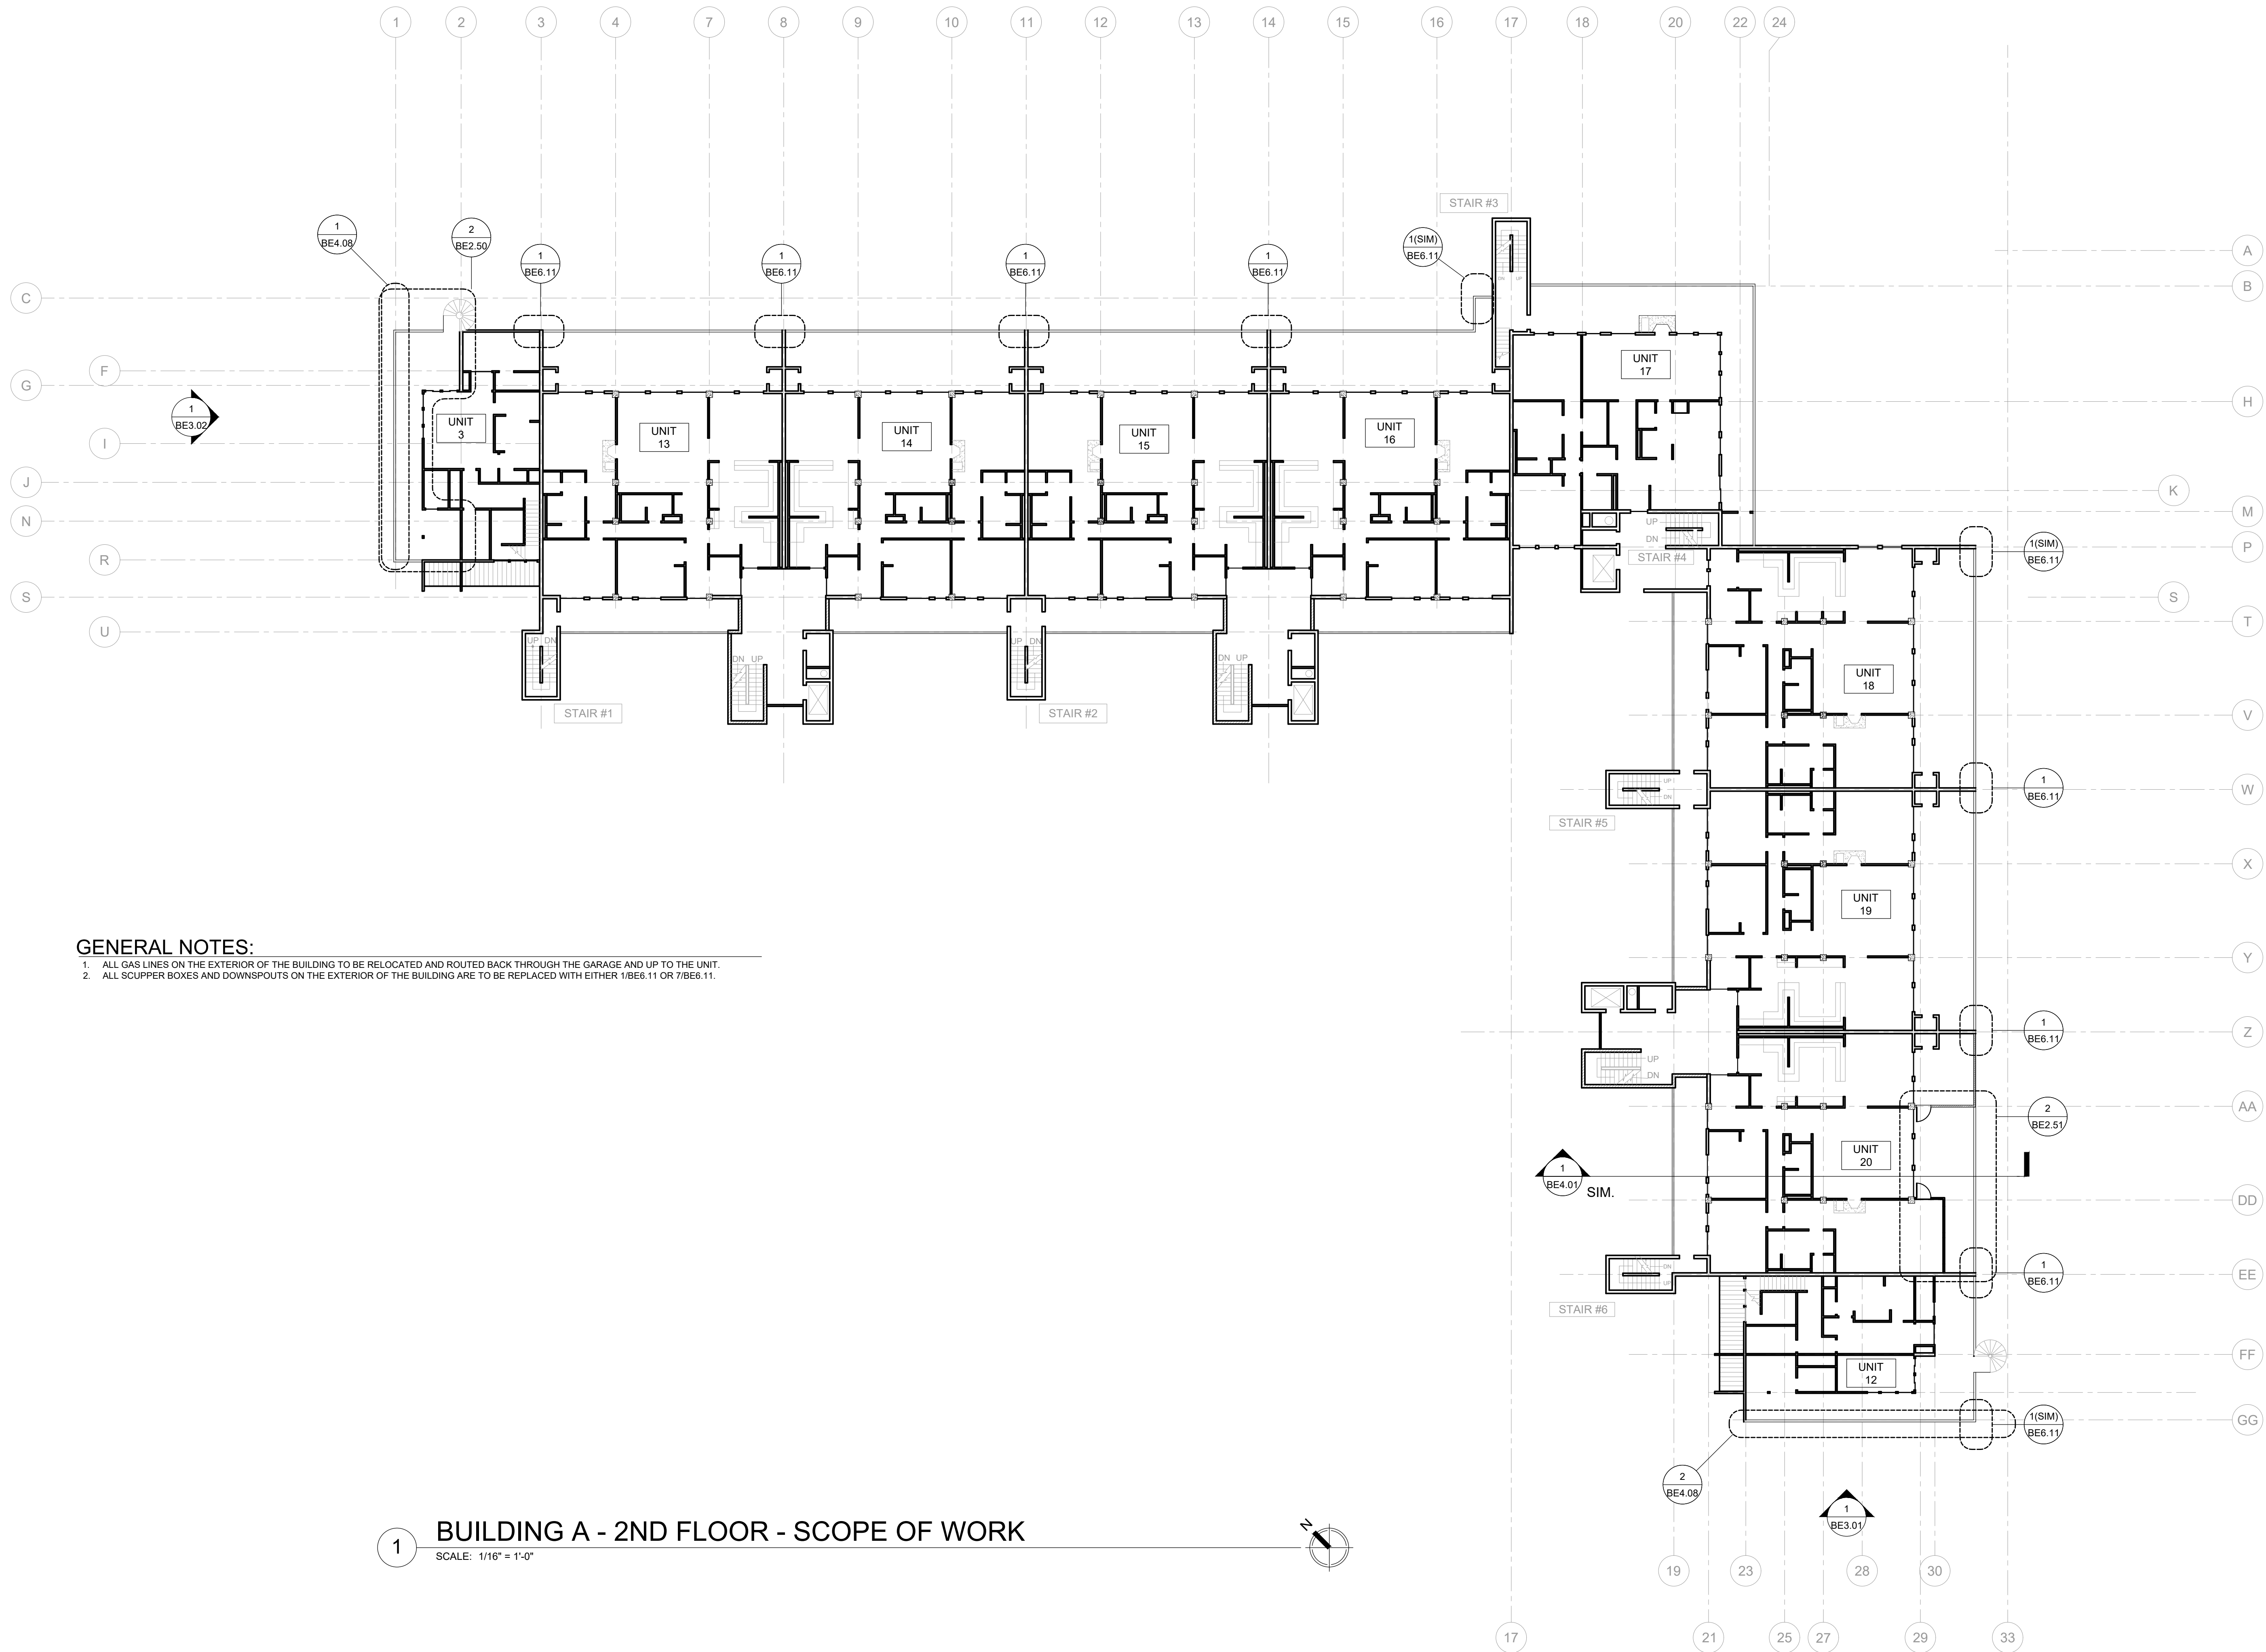 1
2
3
4
7
8
9
10
11
12
13
14
15
16
17
18
20
22
24
STAIR #3
1
BE4.08
2
BE2.50
1
BE6.11
1
BE6.11
1
BE6.11
1
BE6.11
1(SIM)
BE6.11
A
B
C
DN
UP
F
G
H
I
J
K
M
N
P
R
S
S
T
U
1
BE3.02
UNIT
3
UNIT
13
UNIT
14
UNIT
15
UNIT
16
UNIT
17
UP
DN
STAIR #4
1(SIM)
BE6.11
UP DN
DN UP
UP DN
DN UP
STAIR #1
STAIR #2
UNIT
18
V
UP
DN
1
BE6.11
W
STAIR #5
X
UNIT
19
GENERAL NOTES:
1. ALL GAS LINES ON THE EXTERIOR OF THE BUILDING TO BE RELOCATED AND ROUTED BACK THROUGH THE GARAGE AND UP TO THE UNIT.
2. ALL SCUPPER BOXES AND DOWNSPOUTS ON THE EXTERIOR OF THE BUILDING ARE TO BE REPLACED WITH EITHER 1/BE6.11 OR 7/BE6.11.
Y
1
BE6.11
Z
UP
DN
AA
2
BE2.51
UNIT
20
1
BE4.01
SIM.
DD
1
BE6.11
EE
DN
UP
STAIR #6
FF
UNIT
12
1(SIM)
BE6.11
GG
2
BE4.08
1
BE3.01
1
BUILDING A - 2ND FLOOR - SCOPE OF WORK
SCALE: 1/16" = 1'-0"
N
19
23
28
30
17
21
25
27
29
33